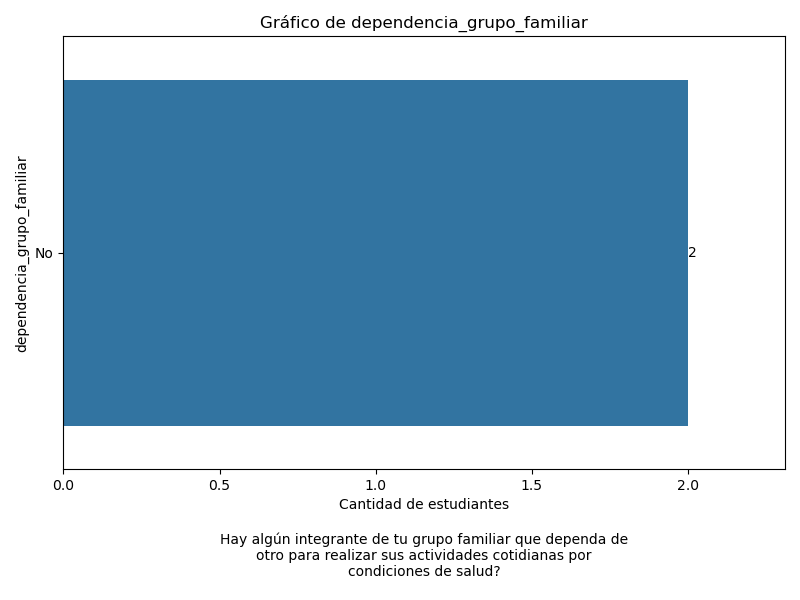 Gráfico de dependencia_grupo_familiar
dependencia_grupo_familiar
No
2
0.0 0.5 1.0 1.5 2.0
Cantidad de estudiantes
Hay algún integrante de tu grupo familiar que dependa de
otro para realizar sus actividades cotidianas por
condiciones de salud?